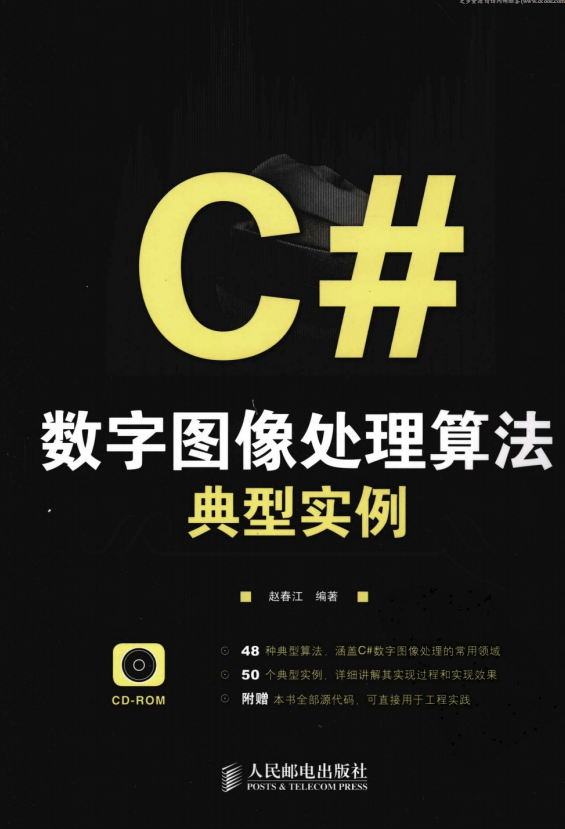 C#
数字图像处理算法
典型实例
赵春江 编著
48 种典型算法，涵盖C#数字图像处理的常用领域
50 个典型实例，详细讲解其实现过程和实现效果
附赠 本书全部源代码，可直接用于工程实践
CD-ROM
人民邮电出版社
POSTS & TELECOM PRESS